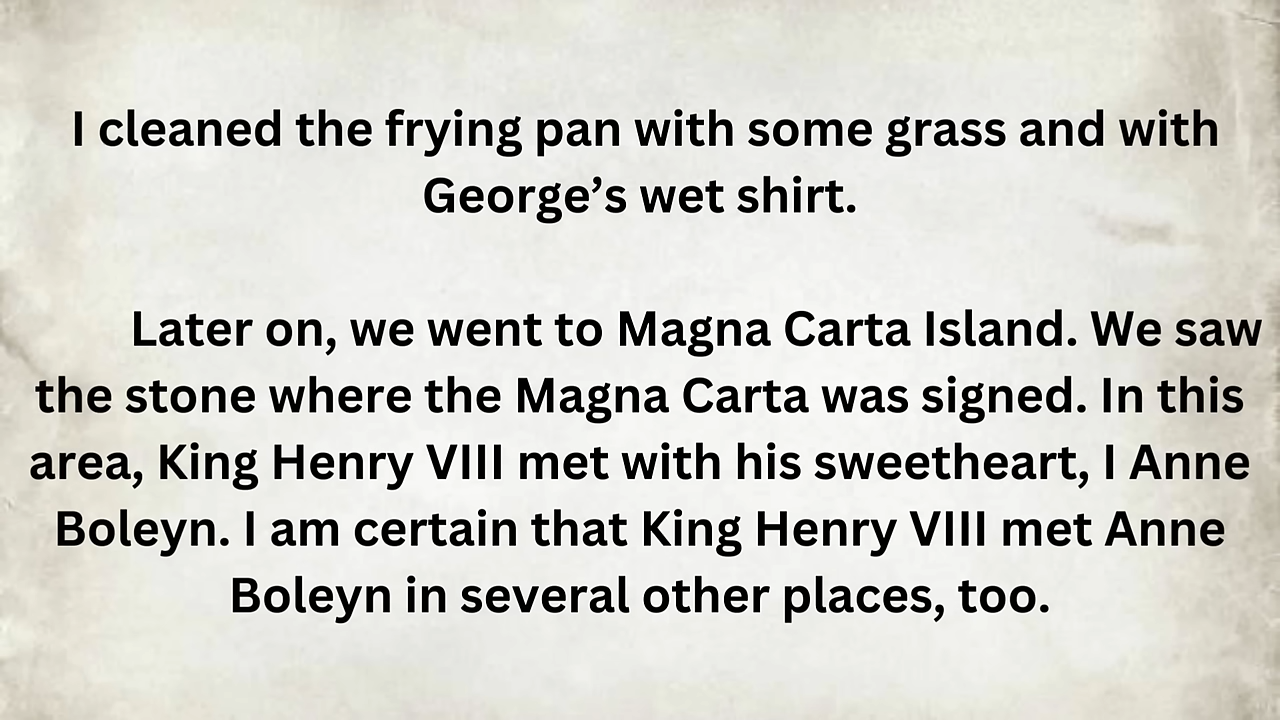 I cleaned the frying pan with some grass and with
George’s wet shirt.
Later on, we went to Magna Carta Island. We saw
the stone where the Magna Carta was signed. In this
area, King Henry VIII met with his sweetheart, I Anne
Boleyn. I am certain that King Henry VIII met Anne
Boleyn in several other places, too.